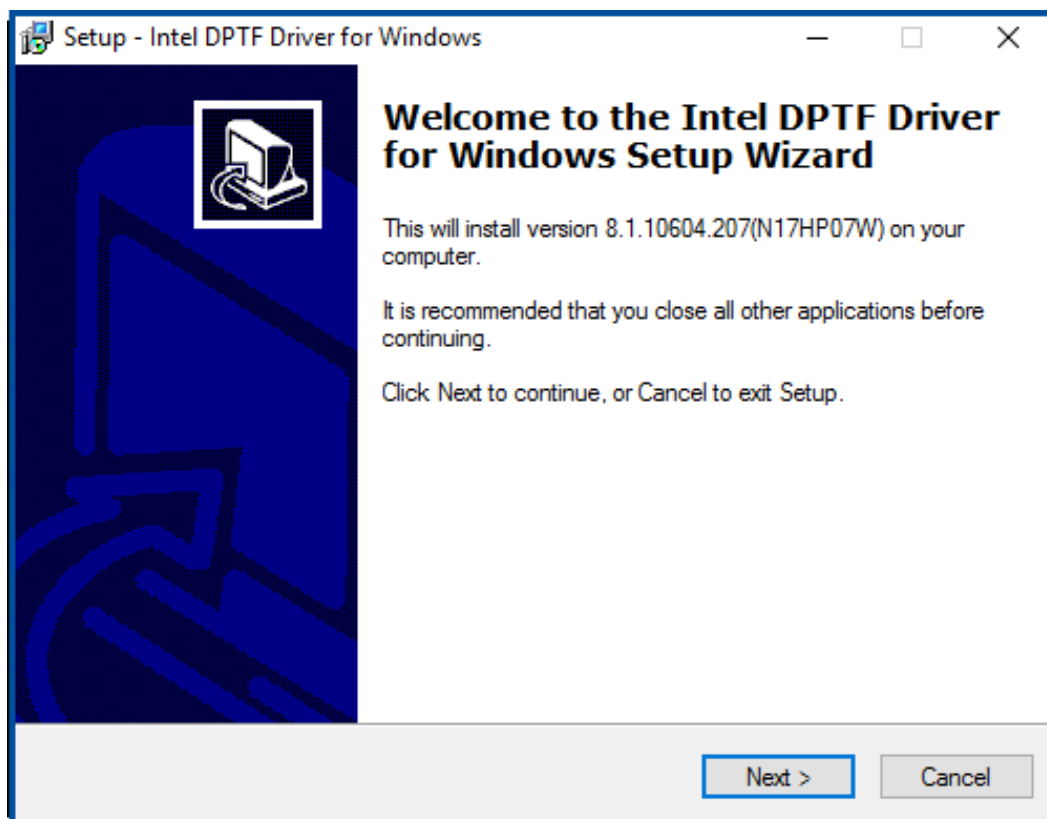 Setup - Intel DPTF Driver for Windows
Welcome to the Intel DPTF Driver
for Windows Setup Wizard
This will install version 8.1.10604.207(N17HP07W) on your
computer.
It is recommended that you close all other applications before
continuing.
Click Next to continue, or Cancel to exit Setup.
Next >
Cancel